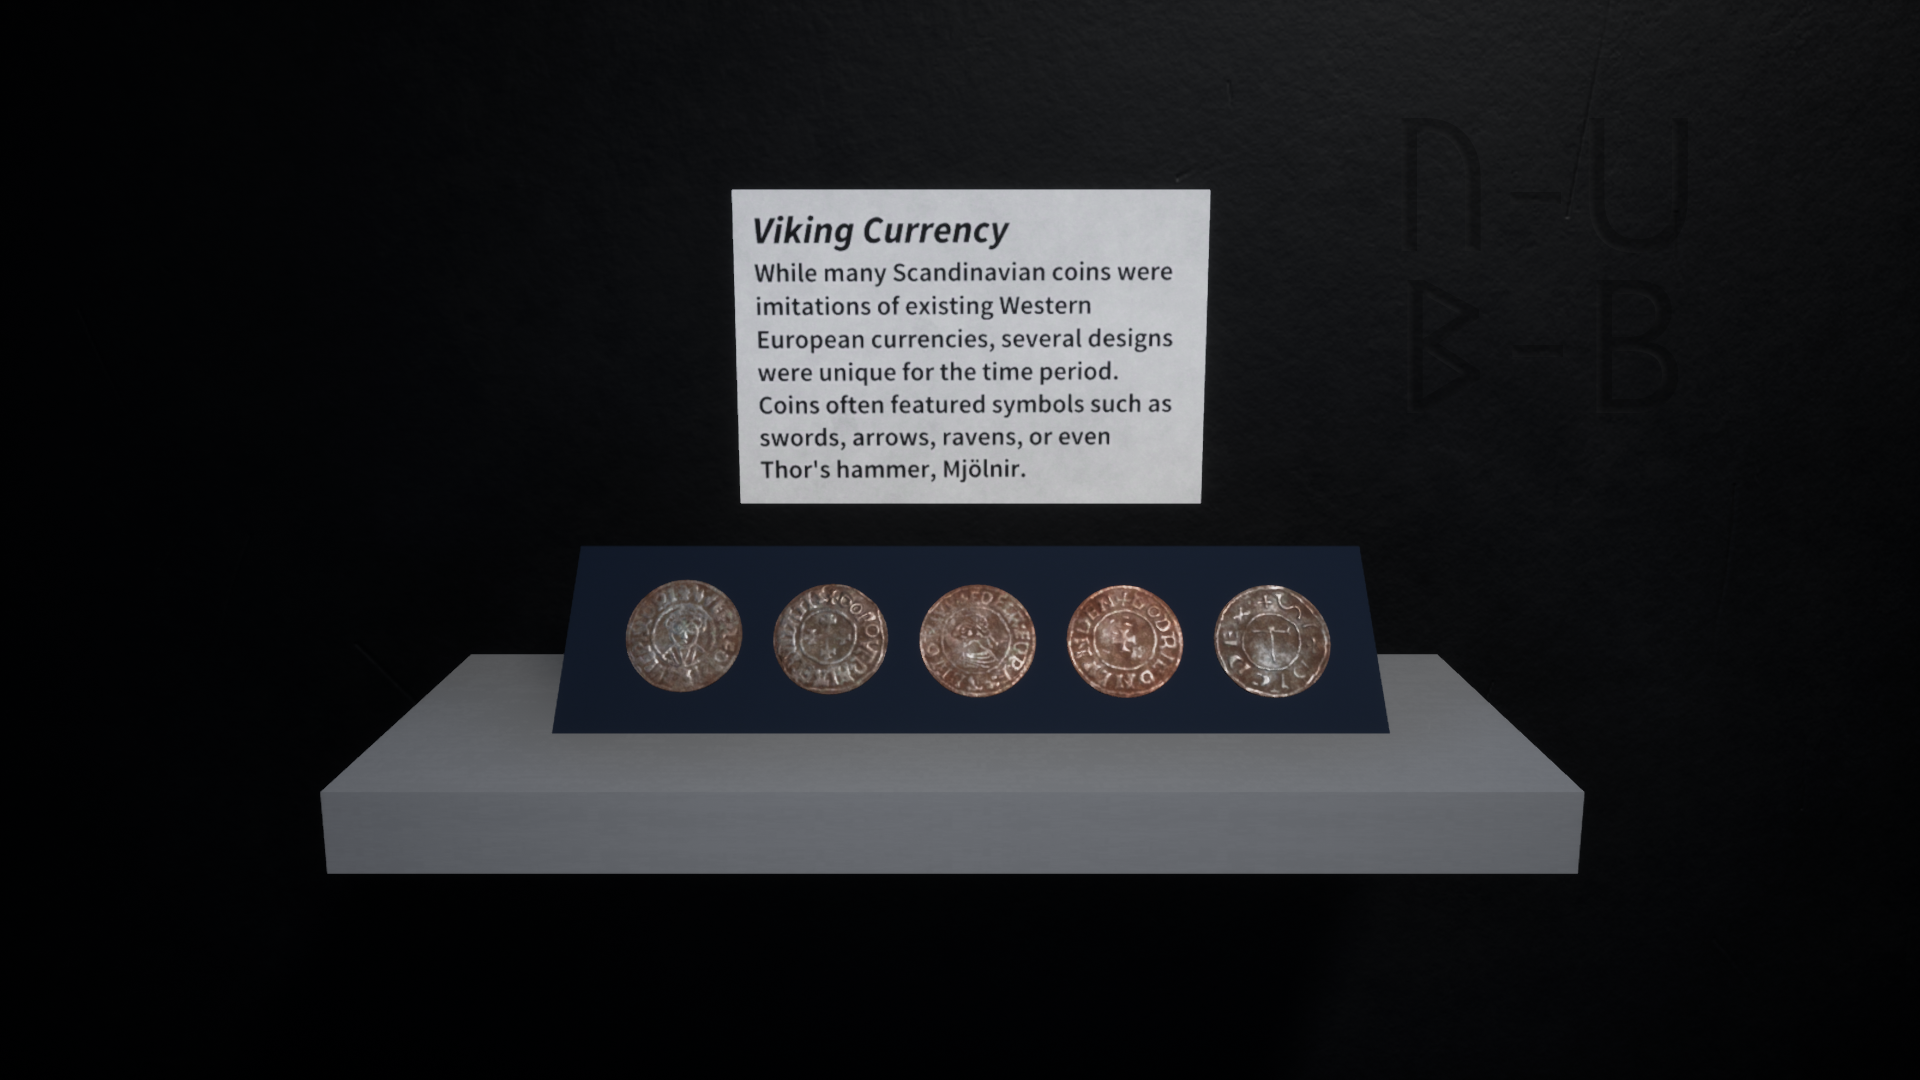 Viking Currency
While many Scandinavian coins were
imitations of existing Western
European currencies, several designs
were unique for the time period.
Coins often featured symbols such as
swords, arrows, ravens, or even
Thor's hammer, Mjölnir.
ᚢ - U
ᛒ - B